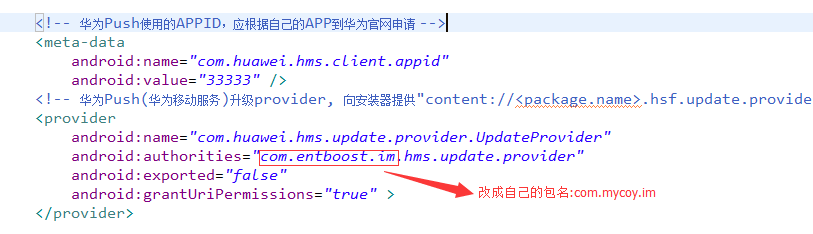 <!-- 华为Push使用的APPID，应根据自己的APP到华为官网申请 -->
<meta-data
android:name="com.huawei.hms.client.appid"
android:value="33333" />
<!-- 华为Push(华为移动服务)升级provider, 向安装器提供"content://<package.name>.hsf.update.provide
<provider
android:name="com.huawei.hms.update.provider.UpdateProvider"
android:authorities="com.entboost.im.hms.update.provider"
android:exported="false"
android:grantUriPermissions="true" >
改成自己的包名:com.mycoy.im
</provider>